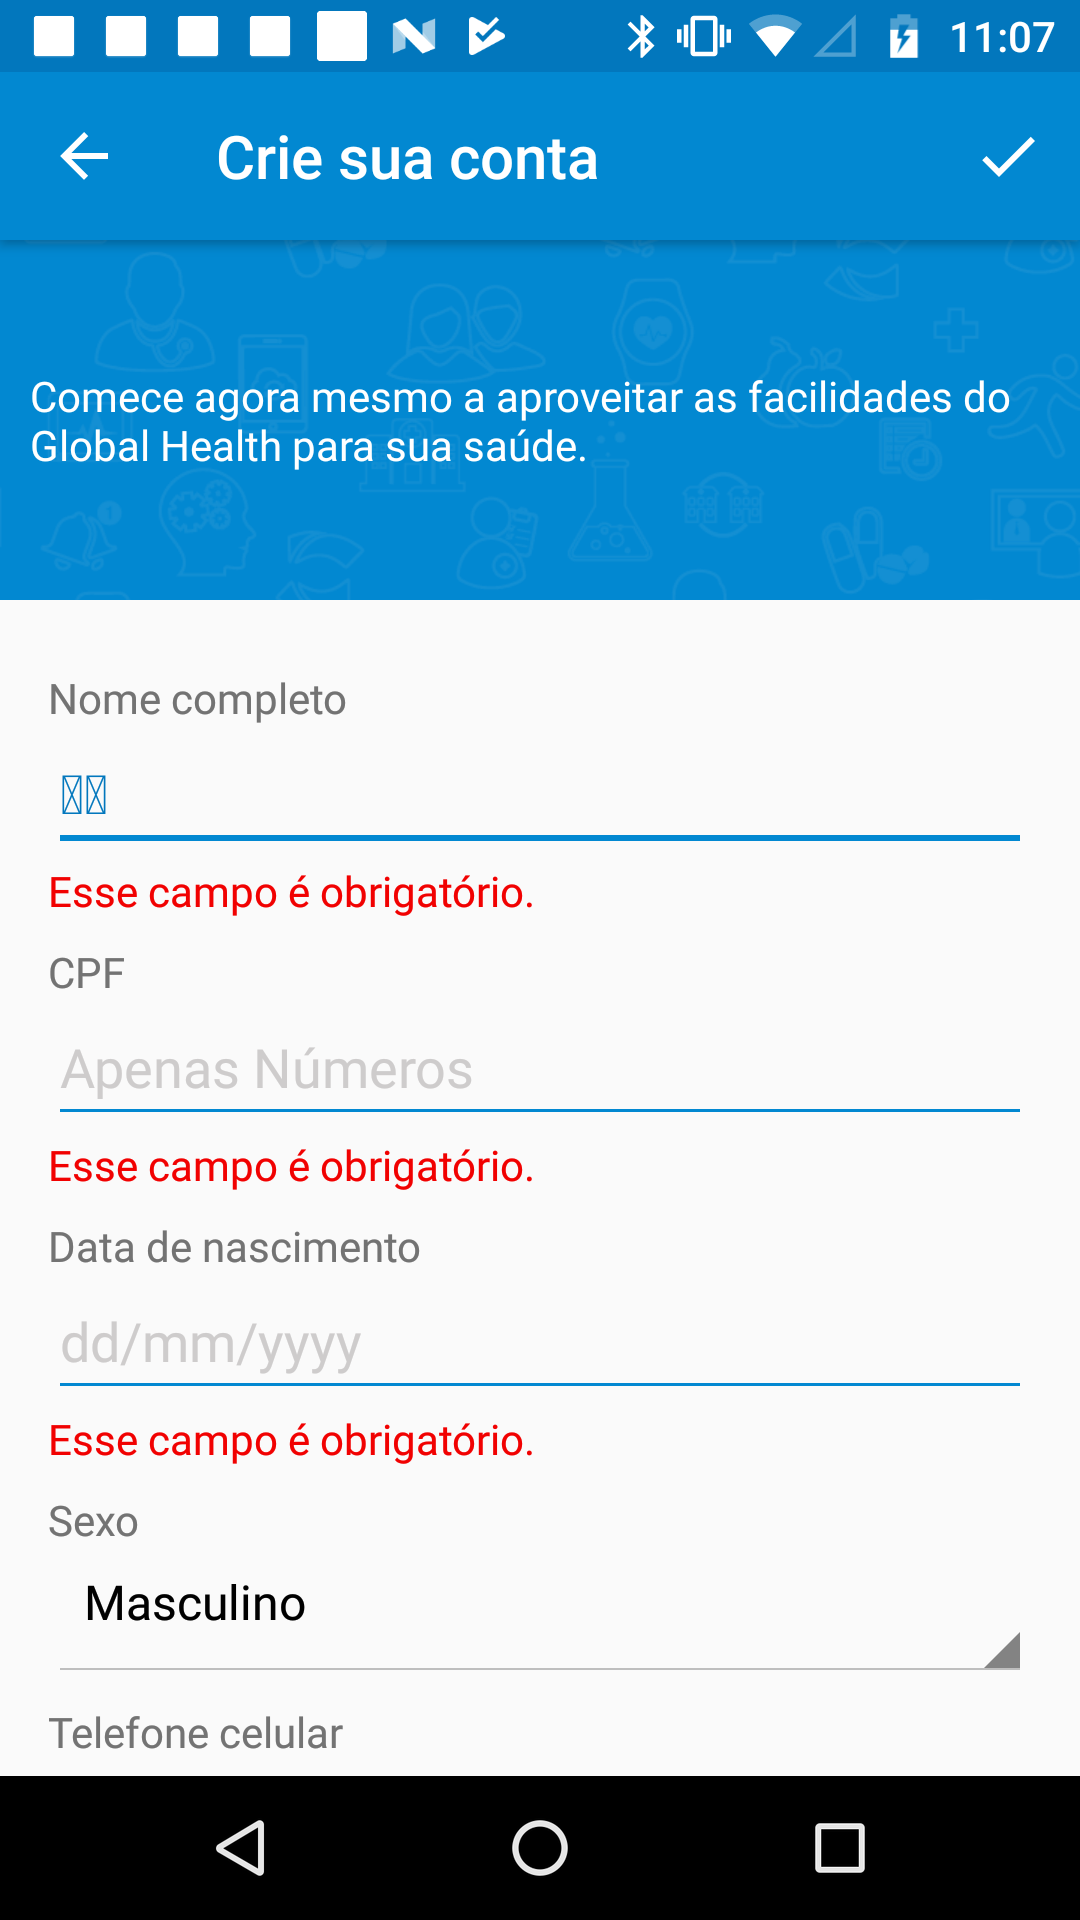 11:07
Crie sua conta
Comece agora mesmo a aproveitar as facilidades do
Global Health para sua saúde.
Nome completo
Esse campo é obrigatório.
CPF
Apenas Números
Esse campo é obrigatório.
Data de nascimento
dd/mm/yyyy
Esse campo é obrigatório.
Sexo
Masculino
Telefone celular